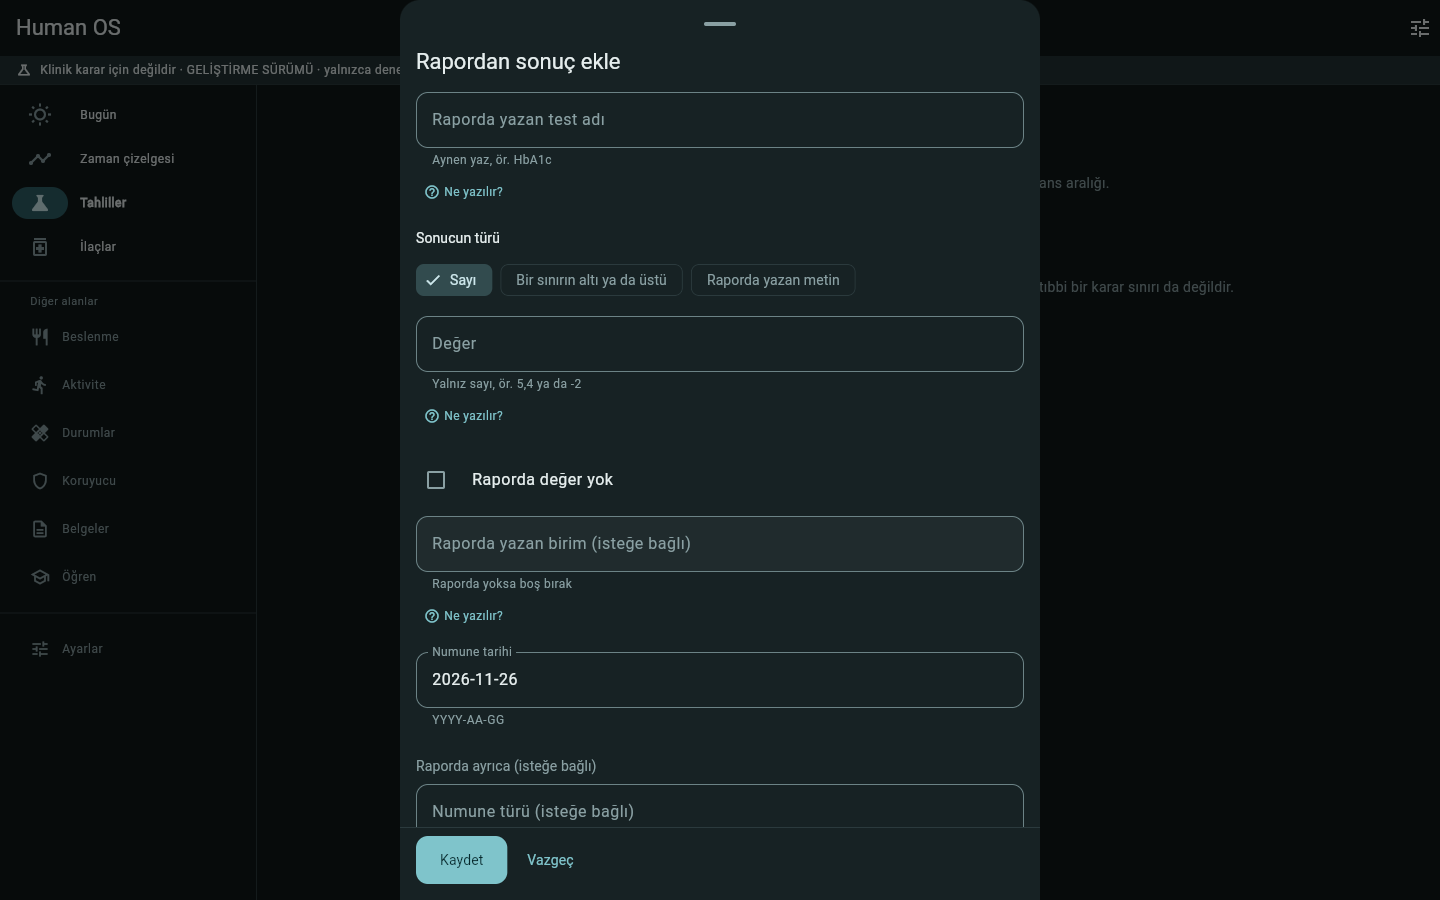 Human OS
Klinik karar için değildir · GELİŞTİRME SÜRÜMÜ · yalnızca
Bugün
Zaman çizelgesi
Tahliller
İlaçlar
Diğer alanlar
Beslenme
Aktivite
Durumlar
Koruyucu
Belgeler
Öğren
Ayarlar
Rapordan sonuç ekle
Raporda yazan test adı
Aynen yaz, ör. HbA1c
Ne yazılır?
Sonucun türü
Sayı
Bir sınırın altı ya da üstü
Raporda yazan metin
Değer
Yalnız sayı, ör. 5,4 ya da -2
Ne yazılır?
Raporda değer yok
Raporda yazan birim (isteğe bağlı)
Raporda yoksa boş bırak
Ne yazılır?
Numune tarihi
2026-11-26
YYYY-AA-GG
Raporda ayrıca (isteğe bağlı)
Numune türü (isteğe bağlı)
Kaydet
Vazgeç
aralığı.
tıbbi bir karar sınırı da değildir.